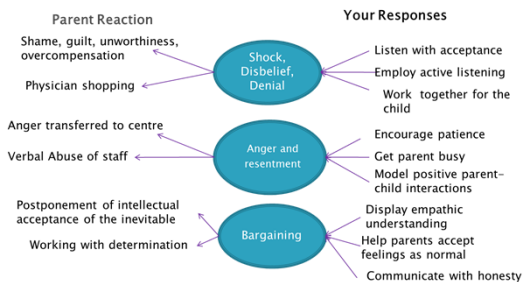 Parent Reaction
Your Responses
Shame, guilt, unworthiness,
overcompensation
Physician shopping
Shock,
Disbelief,
Denial
Listen with acceptance
Employ active listening
Work together for the
child
Anger transferred to centre
Verbal Abuse of staff
Anger and
resentment
Encourage patience
Get parent busy
Model positive parent-
child interactions
Postponement of intellectual
acceptance of the inevitable
Working with determination
Bargaining
Display empathic
understanding
Help parents accept
feelings as normal
Communicate with honesty